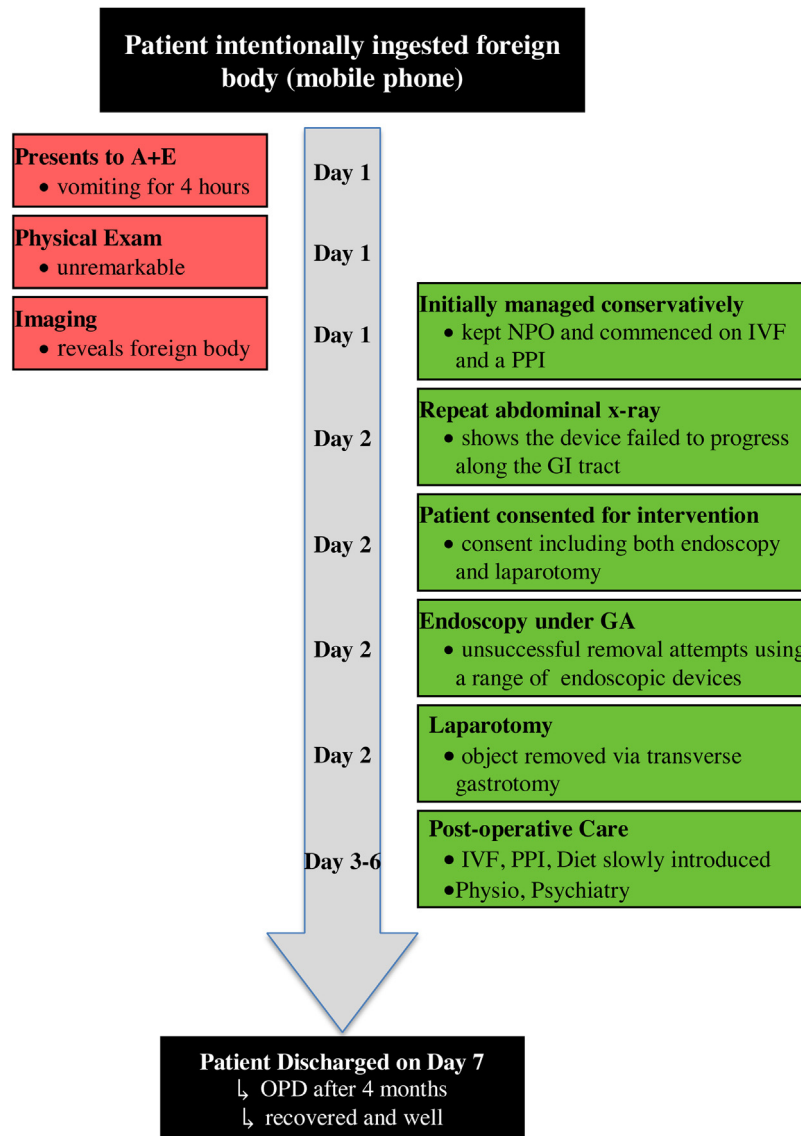 Patient intentionally ingested foreign
body (mobile phone)
Presents to A+E
• vomiting for 4 hours
Day 1
Physical Exam
• unremarkable
Day 1
Imaging
• reveals foreign body
Day 1
Initially managed conservatively
• kept NPO and commenced on IVF
and a PPI
Day 2
Repeat abdominal x-ray
• shows the device failed to progress
along the GI tract
Day 2
Patient consented for intervention
• consent including both endoscopy
and laparotomy
Day 2
Endoscopy under GA
• unsuccessful removal attempts using
a range of endoscopic devices
Day 2
Laparotomy
• object removed via transverse
gastrotomy
Day 3-6
Post-operative Care
• IVF, PPI, Diet slowly introduced
•Physio, Psychiatry
Patient Discharged on Day 7
↳ OPD after 4 months
↳ recovered and well